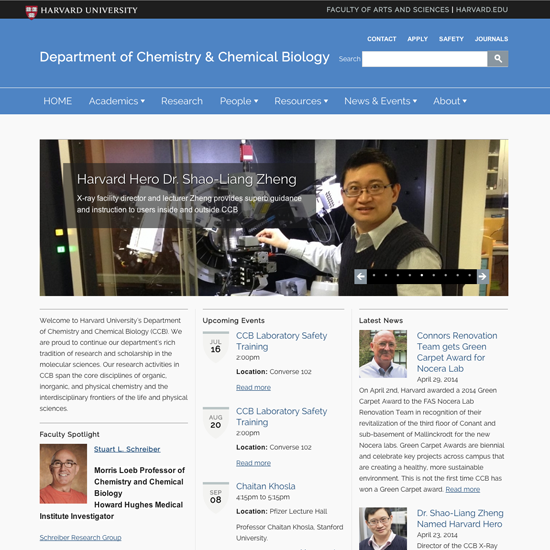 HARVARD UNIVERSITY
FACULTY OF ARTS AND SCIENCES | HARVARD.EDU
CONTACT APPLY SAFETY JOURNALS
Department of Chemistry & Chemical Biology
Search
HOME Academics Research People Resources News & Events About
Harvard Hero Dr. Shao-Liang Zheng
X-ray facility director and lecturer Zheng provides superb guidance
and instruction to users inside and outside CCB
Welcome to Harvard University's Department
of Chemistry and Chemical Biology (CCB). We
are proud to continue our department's rich
tradition of research and scholarship in the
molecular sciences. Our research activities in
CCB span the core disciplines of organic,
inorganic, and physical chemistry and the
interdisciplinary frontiers of the life and physical
sciences.
Faculty Spotlight
Stuart L. Schreiber
Morris Loeb Professor of
Chemistry and Chemical
Biology
Howard Hughes Medical
Institute Investigator
Schreiber Research Group
Upcoming Events
JUL
16
CCB Laboratory Safety
Training
2:00pm
Location: Converse 102
Read more
AUG
20
CCB Laboratory Safety
Training
2:00pm
Location: Converse 102
Read more
SEP
08
Chaitan Khosla
4:15pm to 5:15pm
Location: Pfizer Lecture Hall
Professor Chaitan Khosla, Stanford
University.
Latest News
Connors Renovation
Team gets Green
Carpet Award for
Nocera Lab
April 29, 2014
On April 2nd, Harvard awarded a 2014 Green
Carpet Award to the FAS Nocera Lab
Renovation Team in recognition of their
revitalization of the third floor of Conant and
sub-basement of Mallinckrodt for the new
Nocera labs. Green Carpet Awards are biennial
and celebrate key projects across campus that
are creating a healthy, more sustainable
environment. This is not the first time CCB has
won a Green Carpet award. Read more
Dr. Shao-Liang Zheng
Named Harvard Hero
April 23, 2014
Director of the CCB X-Ray